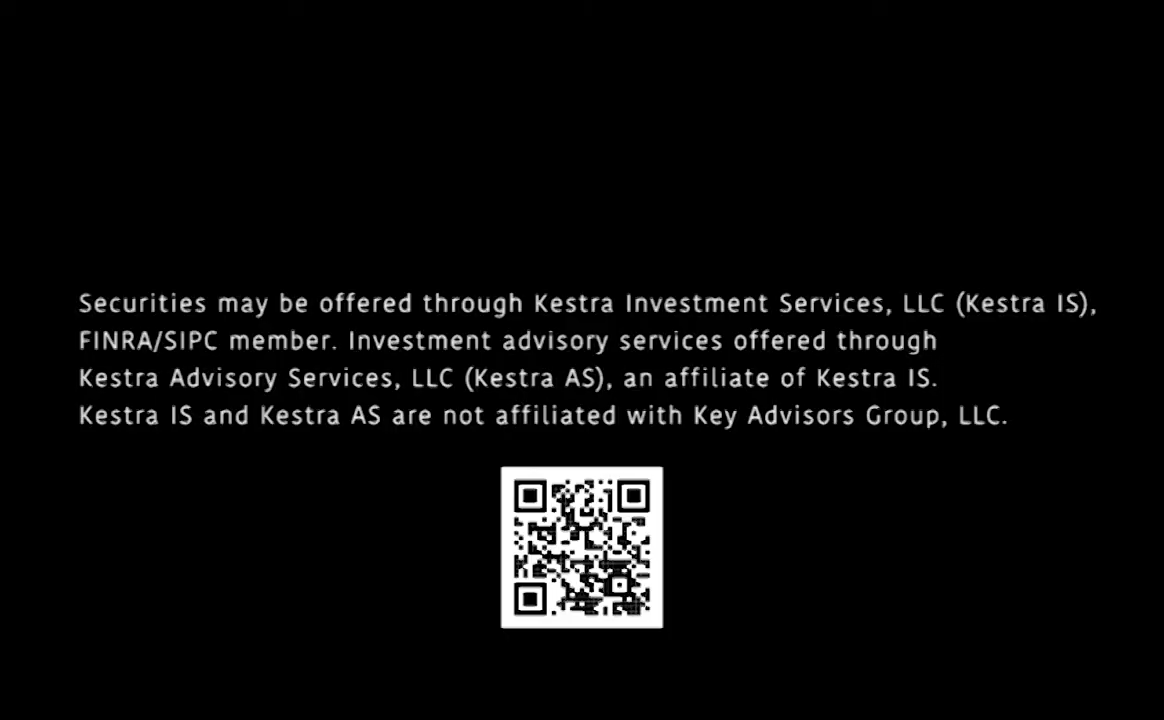 Securities may be offered through Kestra Investment Services, LLC (Kestra IS),
FINRA/SIPC member. Investment advisory services offered through
Kestra Advisory Services, LLC (Kestra AS), an affiliate of Kestra IS.
Kestra IS and Kestra AS are not affiliated with Key Advisors Group, LLC.